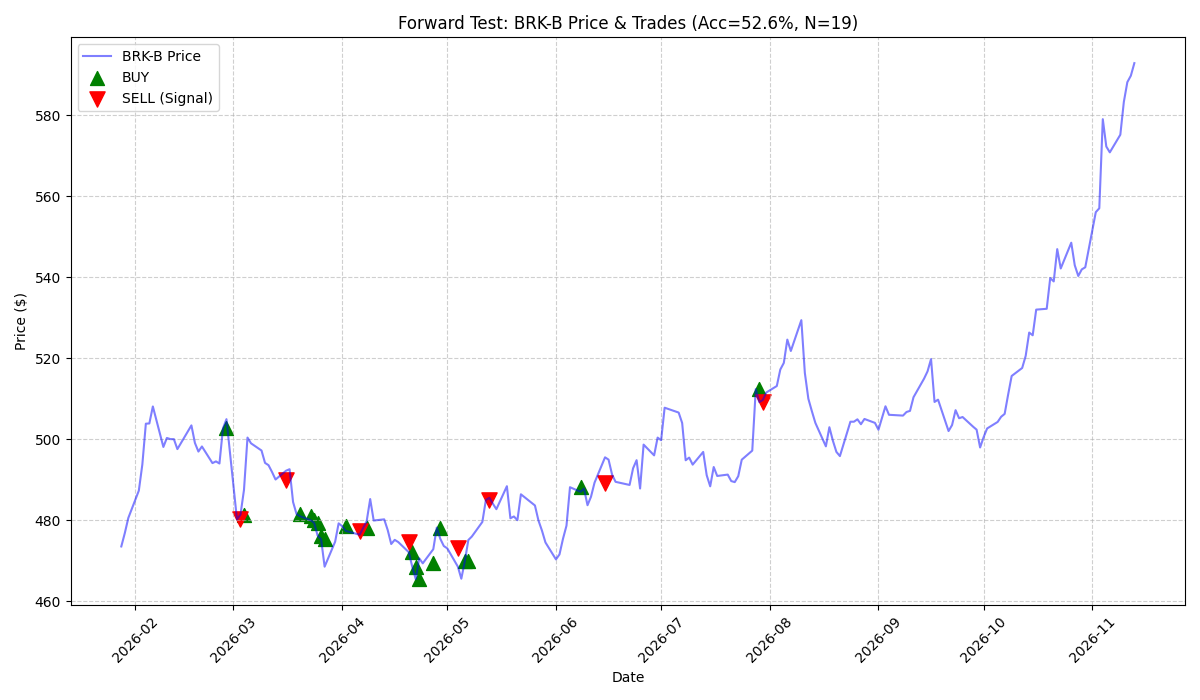 Forward Test: BRK-B Price & Trades (Acc=52.6%, N=19)
BRK-B Price
BUY
SELL (Signal)
Price ($)
580
560
540
520
500
480
460
2026-02
2026-03
2026-04
2026-05
2026-06
2026-07
2026-08
2026-09
2026-10
2026-11
Date